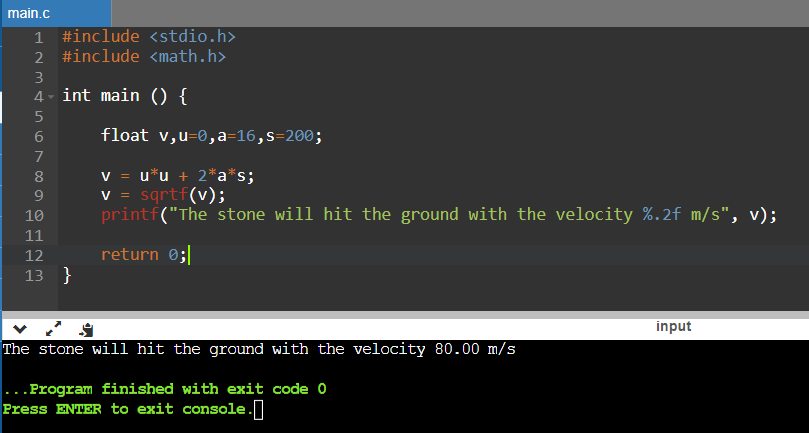 main.c
1 #include <stdio.h>
2 #include <math.h>
3
4 int main () {
5
6 float v,u=0,a=16,s=200;
7
8 v = u*u + 2*a*s;
9 v = sqrtf(v);
10 printf("The stone will hit the ground with the velocity %.2f m/s", v);
11
12 return 0;
13 }
input
The stone will hit the ground with the velocity 80.00 m/s
...Program finished with exit code 0
Press ENTER to exit console.